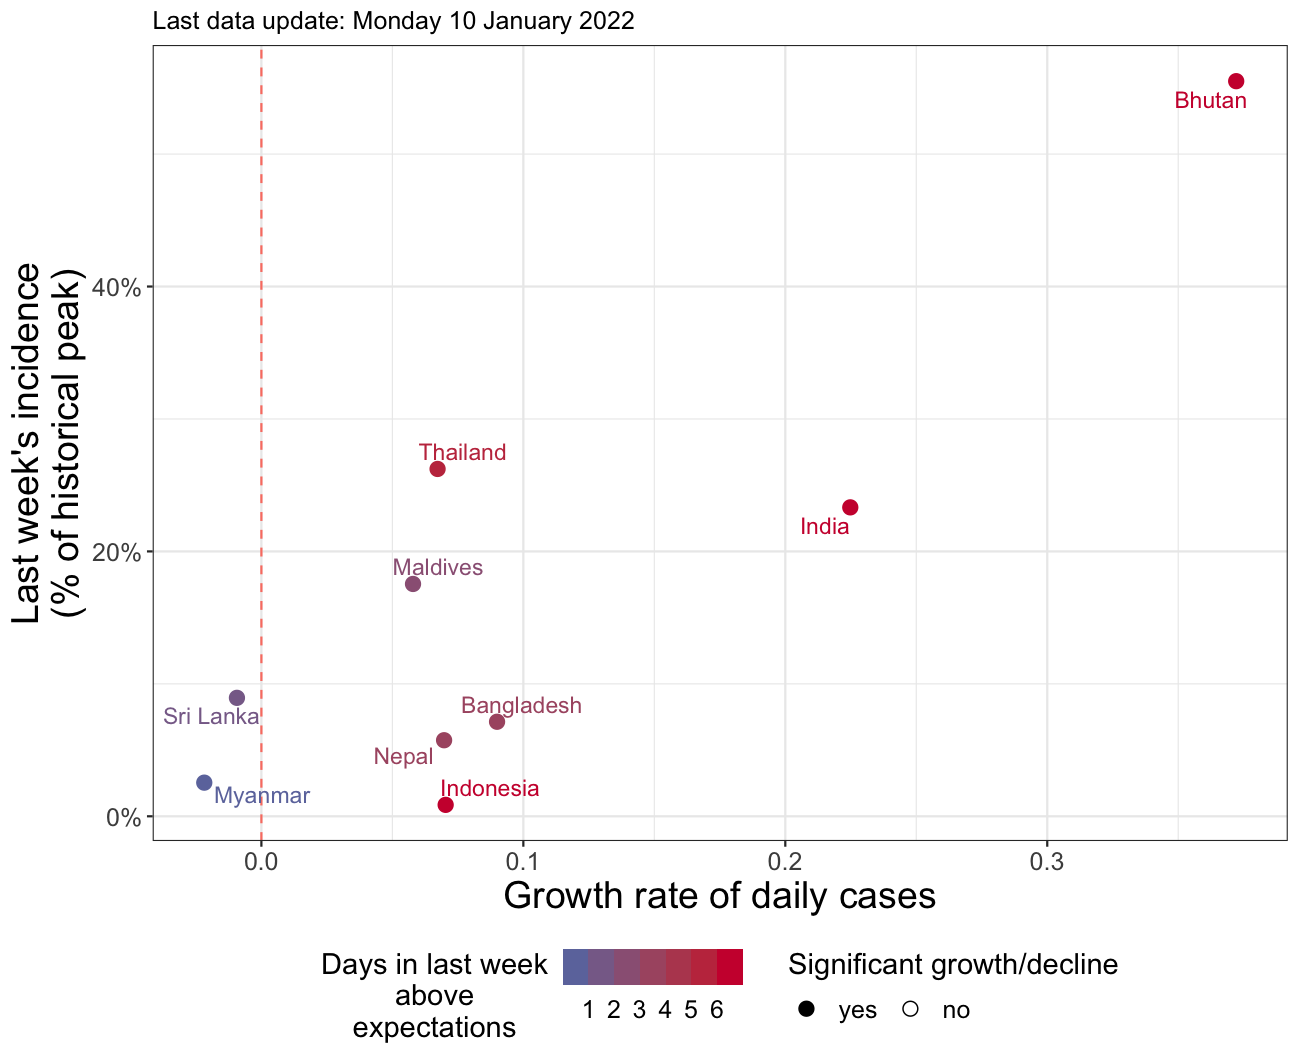 Last data update: Monday 10 January 2022
Bhutan
40%
Thailand
India
20%
Maldives
Sri Lanka
Bangladesh
Nepal
Myanmar
Indonesia
0%
Last week's incidence
(% of historical peak)
0.0 0.1 0.2 0.3
Growth rate of daily cases
Days in last week
above
expectations
1 2 3 4 5 6
Significant growth/decline
yes no